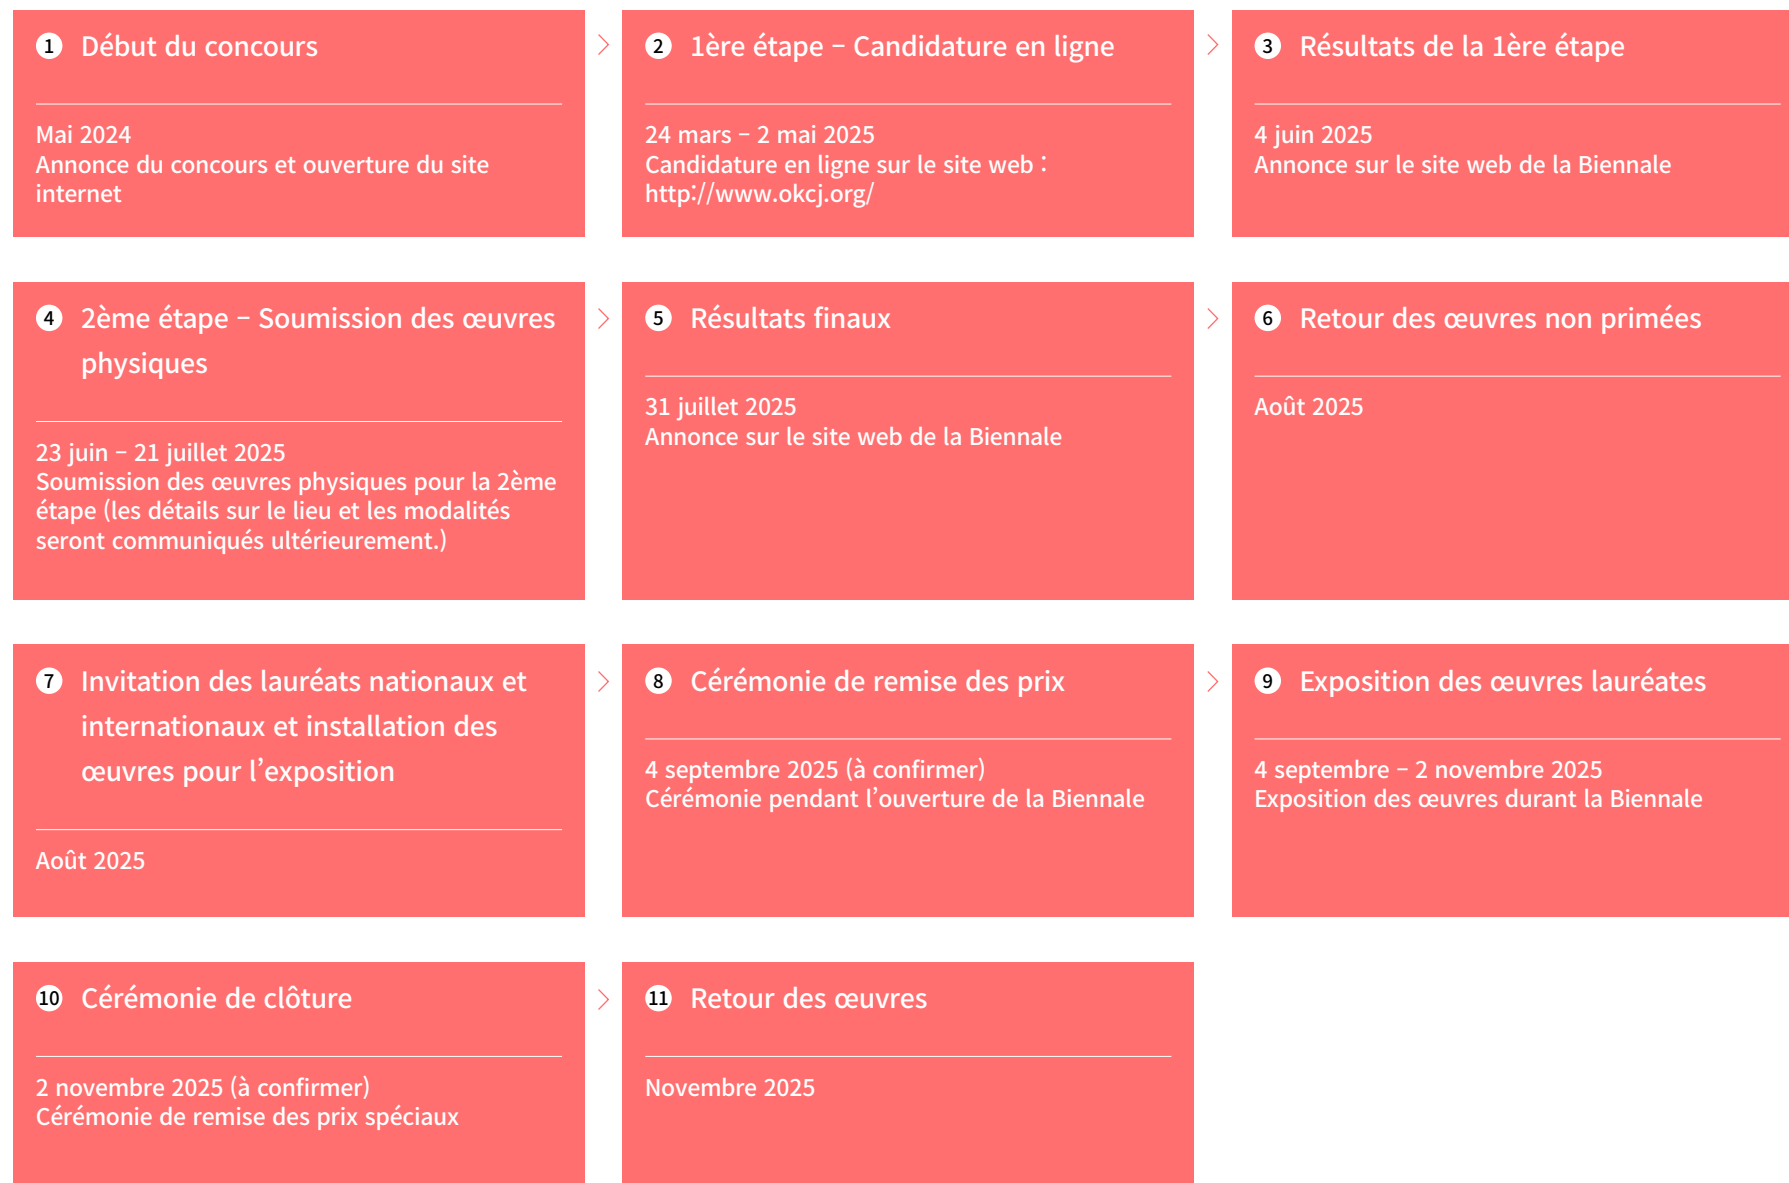 1 Début du concours
Mai 2024
Annonce du concours et ouverture du site
internet
2 1ère étape – Candidature en ligne
24 mars – 2 mai 2025
Candidature en ligne sur le site web :
http://www.okcj.org/
3 Résultats de la 1ère étape
4 juin 2025
Annonce sur le site web de la Biennale
4 2ème étape – Soumission des œuvres
physiques
23 juin – 21 juillet 2025
Soumission des œuvres physiques pour la 2ème
étape (les détails sur le lieu et les modalités
seront communiqués ultérieurement.)
5 Résultats finaux
31 juillet 2025
Annonce sur le site web de la Biennale
6 Retour des œuvres non primées
Août 2025
7 Invitation des lauréats nationaux et
internationaux et installation des
œuvres pour l’exposition
Août 2025
8 Cérémonie de remise des prix
4 septembre 2025 (à confirmer)
Cérémonie pendant l’ouverture de la Biennale
9 Exposition des œuvres lauréates
4 septembre – 2 novembre 2025
Exposition des œuvres durant la Biennale
10 Cérémonie de clôture
2 novembre 2025 (à confirmer)
Cérémonie de remise des prix spéciaux
11 Retour des œuvres
Novembre 2025